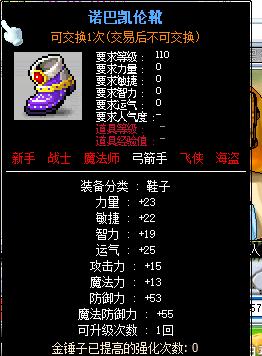 诺巴凯伦靴
可交换1次(交易后不可交换)
要求等级: 110
要求力量: 0
要求敏捷: 0
要求智力: 0
要求运气: 0
要求人气度: -
道具等级: -
道具经验值: -
新手 战士 魔法师 弓箭手 飞侠 海盗
装备分类 : 鞋子
力量 : +23
敏捷 : +22
智力 : +19
运气 : +25
攻击力 : +15
魔法力 : +13
防御力 : +53
魔法防御力 : +55
可升级次数 : 1回
金锤子已提高的强化次数: 0